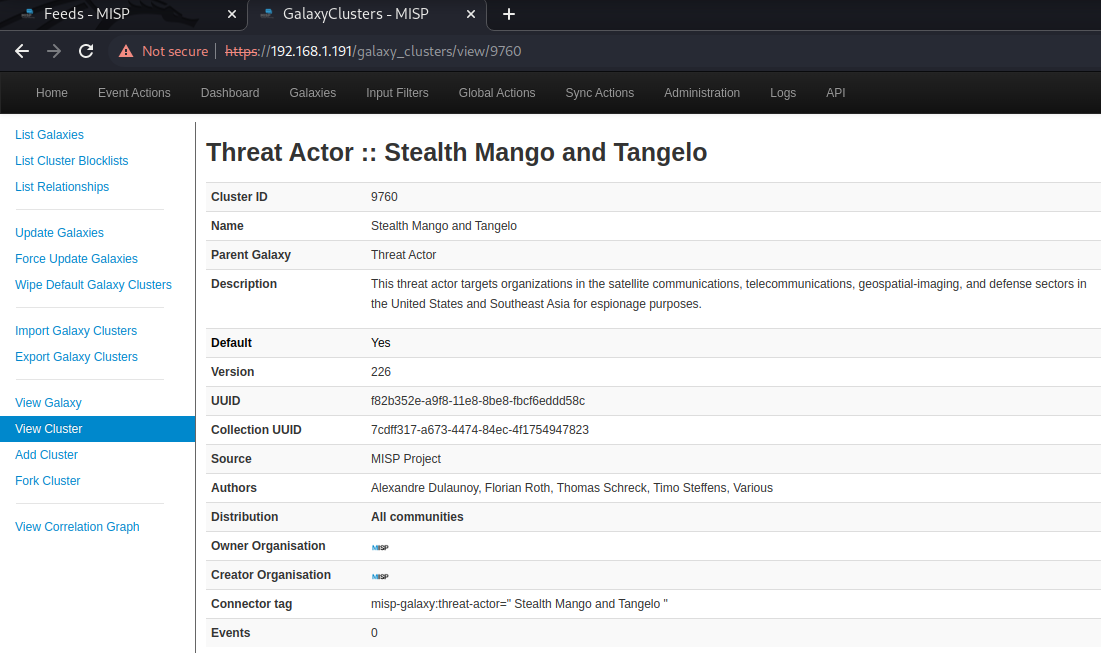 Feeds - MISP
GalaxyClusters - MISP
Not secure https://192.168.1.191/galaxy_clusters/view/9760
Home Event Actions Dashboard Galaxies Input Filters Global Actions Sync Actions Administration Logs API
List Galaxies
List Cluster Blocklists
List Relationships
Update Galaxies
Force Update Galaxies
Wipe Default Galaxy Clusters
Import Galaxy Clusters
Export Galaxy Clusters
View Galaxy
View Cluster
Add Cluster
Fork Cluster
View Correlation Graph
Threat Actor :: Stealth Mango and Tangelo
Cluster ID 9760
Name Stealth Mango and Tangelo
Parent Galaxy Threat Actor
Description This threat actor targets organizations in the satellite communications, telecommunications, geospatial-imaging, and defense sectors in
the United States and Southeast Asia for espionage purposes.
Default Yes
Version 226
UUID f82b352e-a9f8-11e8-8be8-fbcf6eddd58c
Collection UUID 7cdff317-a673-4474-84ec-4f1754947823
Source MISP Project
Authors Alexandre Dulaunoy, Florian Roth, Thomas Schreck, Timo Steffens, Various
Distribution All communities
Owner Organisation MISP
Creator Organisation MISP
Connector tag misp-galaxy:threat-actor=" Stealth Mango and Tangelo "
Events 0